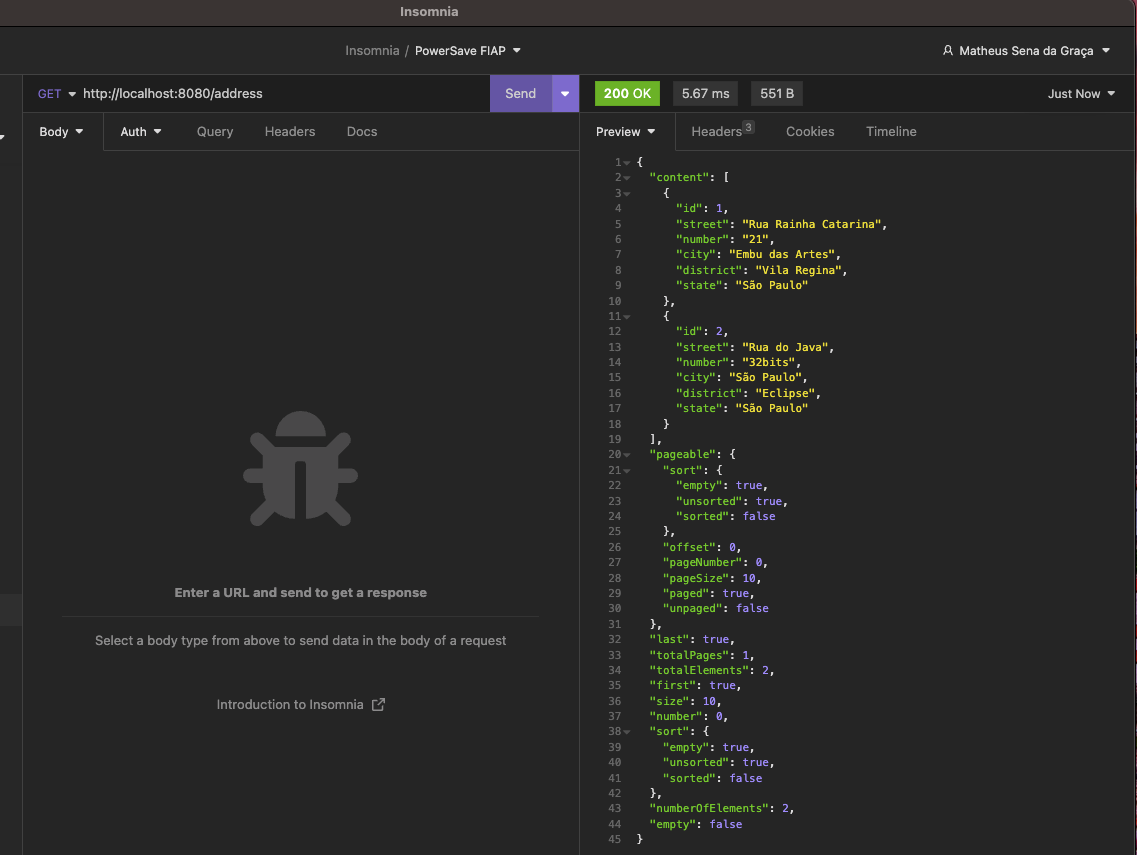 Insomnia
Insomnia / PowerSave FIAP
Matheus Sena da Graça
GET http://localhost:8080/address
Send
200 OK 5.67 ms 551 B
Just Now
Body Auth Query Headers Docs
Preview Headers 3 Cookies Timeline
Enter a URL and send to get a response
Select a body type from above to send data in the body of a request
Introduction to Insomnia
1 {
2 "content": [
3 {
4 "id": 1,
5 "street": "Rua Rainha Catarina",
6 "number": "21",
7 "city": "Embu das Artes",
8 "district": "Vila Regina",
9 "state": "São Paulo"
10 },
11 {
12 "id": 2,
13 "street": "Rua do Java",
14 "number": "32bits",
15 "city": "São Paulo",
16 "district": "Eclipse",
17 "state": "São Paulo"
18 }
19 ],
20 "pageable": {
21 "sort": {
22 "empty": true,
23 "unsorted": true,
24 "sorted": false
25 },
26 "offset": 0,
27 "pageNumber": 0,
28 "pageSize": 10,
29 "paged": true,
30 "unpaged": false
31 },
32 "last": true,
33 "totalPages": 1,
34 "totalElements": 2,
35 "first": true,
36 "size": 10,
37 "number": 0,
38 "sort": {
39 "empty": true,
40 "unsorted": true,
41 "sorted": false
42 },
43 "numberOfElements": 2,
44 "empty": false
45 }